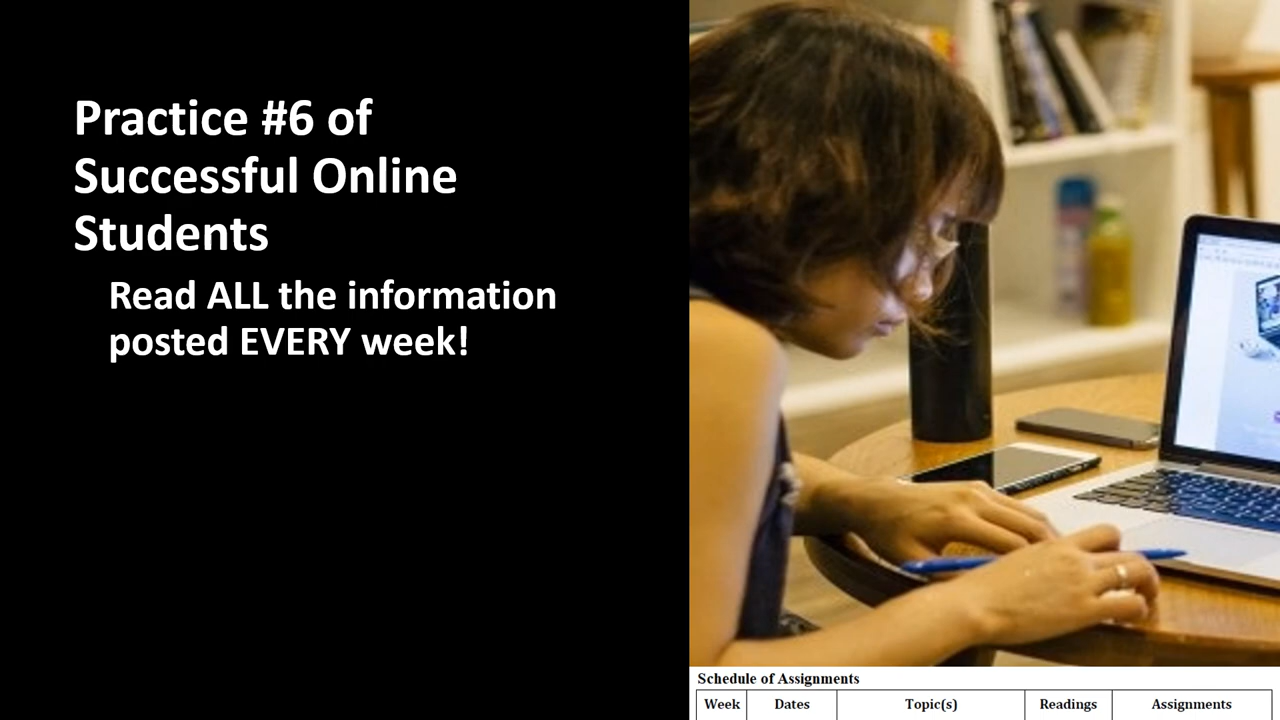 Practice #6 of
Successful Online
Students
Read ALL the information
posted EVERY week!
Schedule of Assignments
Week Dates Topic(s) Readings Assignments